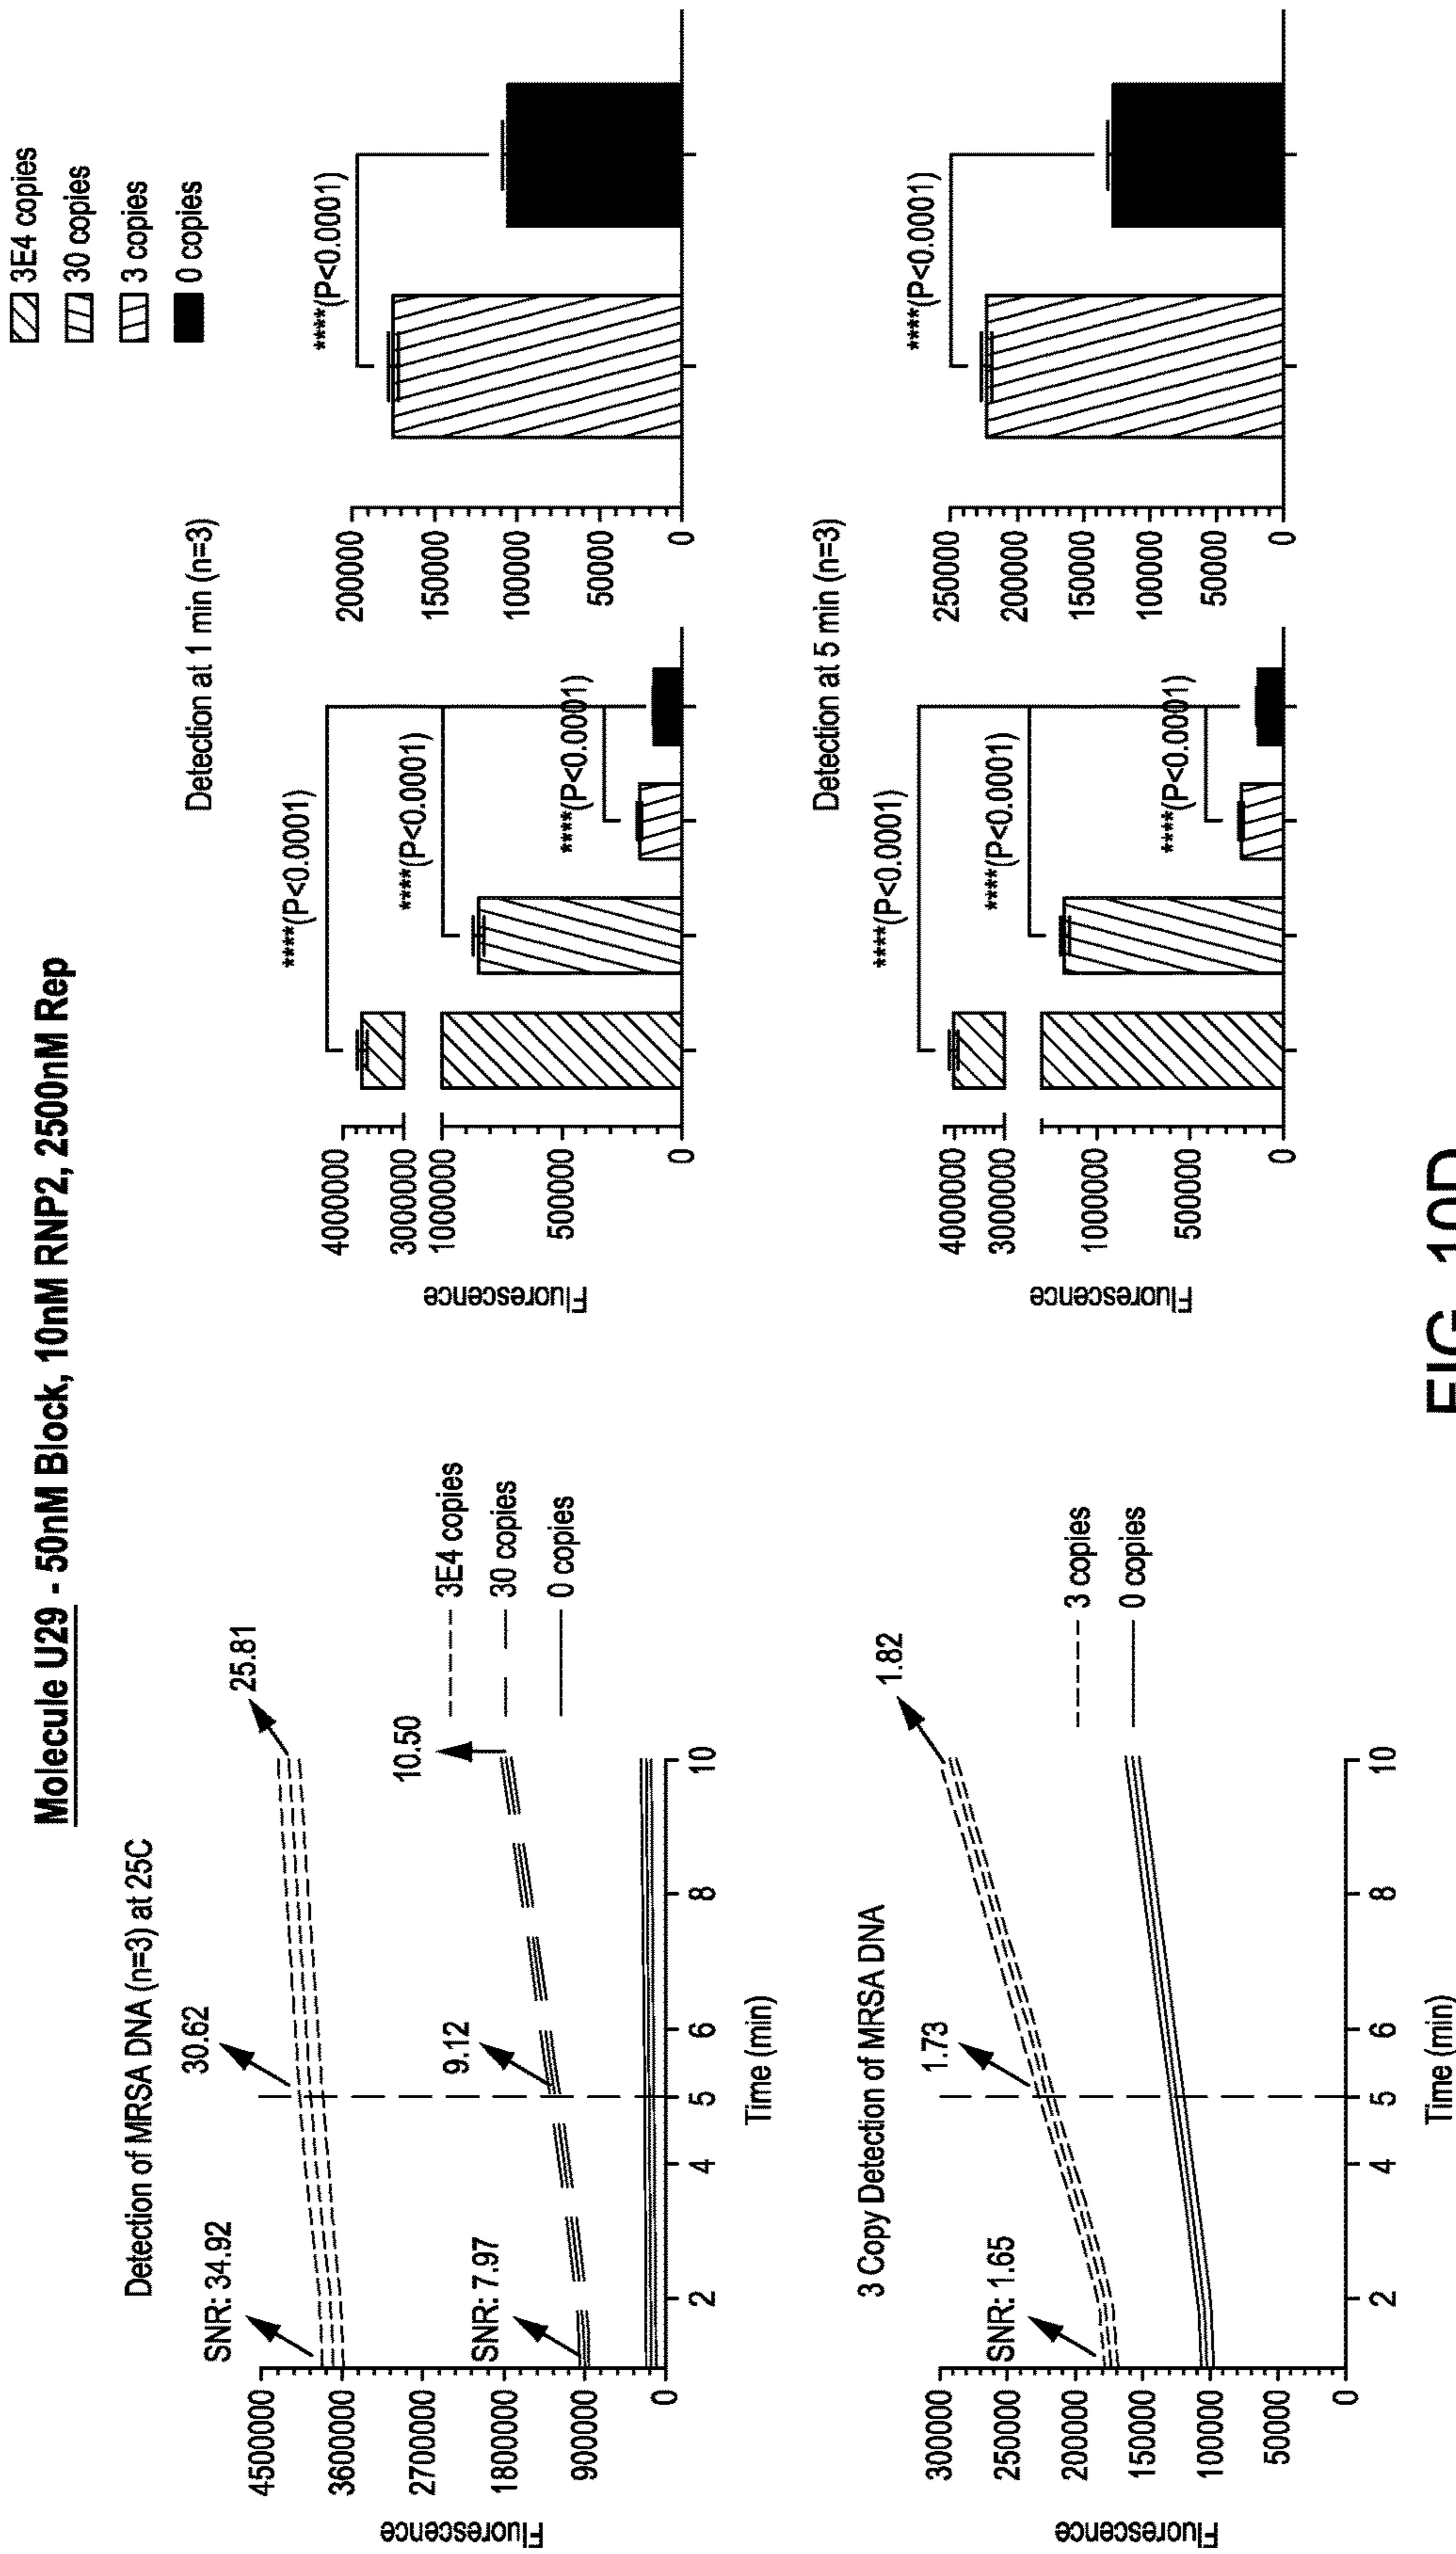 Molecule U29 - 50nM Block, 10nM RNP2, 2500nM Rep
Detection of MRSA DNA (n=3) at 25C
Fluorescence
4500000
3600000
2700000
1800000
900000
0
SNR: 34.92
30.62
25.81
SNR: 7.97
9.12
10.50
2
4
5
6
8
10
Time (min)
3E4 copies
30 copies
0 copies
3 Copy Detection of MRSA DNA
Fluorescence
300000
250000
200000
150000
100000
50000
0
SNR: 1.65
1.73
1.82
2
4
5
6
8
10
Time (min)
3 copies
0 copies
3E4 copies
30 copies
3 copies
0 copies
Detection at 1 min (n=3)
Fluorescence
4000000
3000000
1000000
500000
0
****(P<0.0001)
****(P<0.0001)
****(P<0.0001)
200000
150000
100000
50000
0
****(P<0.0001)
Detection at 5 min (n=3)
Fluorescence
4000000
3000000
1000000
500000
0
****(P<0.0001)
****(P<0.0001)
****(P<0.0001)
250000
200000
150000
100000
50000
0
****(P<0.0001)
FIG. 10D